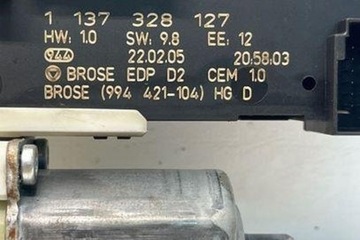 1 137 328 127
HW: 1.0 SW: 9.8 EE: 12
944 22.02.05 20:58:03
BROSE EDP D2 CEM 1.0
BROSE (994 421-104) HG D